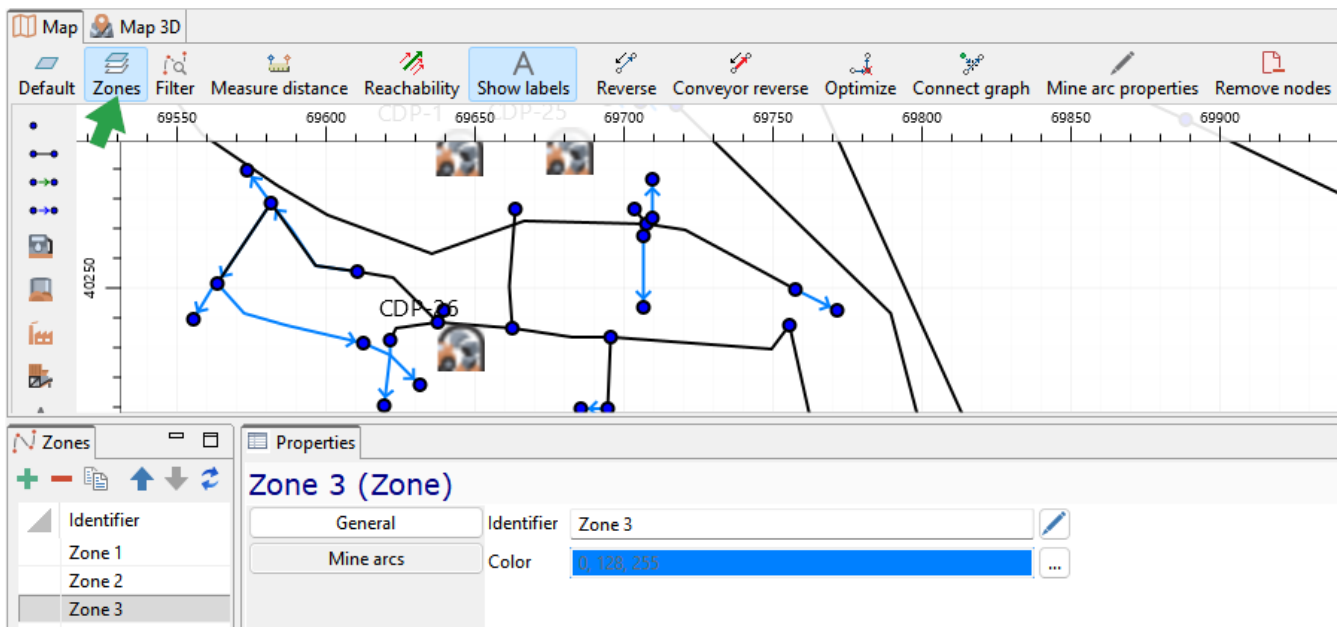 Map Map 3D
Default Zones Filter Measure distance Reachability Show labels Reverse Conveyor reverse Optimize Connect graph Mine arc properties Remove nodes
CDP-1 CDP-25
69550 69600 69650 69700 69750 69800 69850 69900
40250
CDP-26
Zones Properties
Zone 3 (Zone)
General Identifier Zone 3
Identifier
Mine arcs Color 0, 128, 255 ...
Zone 1
Zone 2
Zone 3